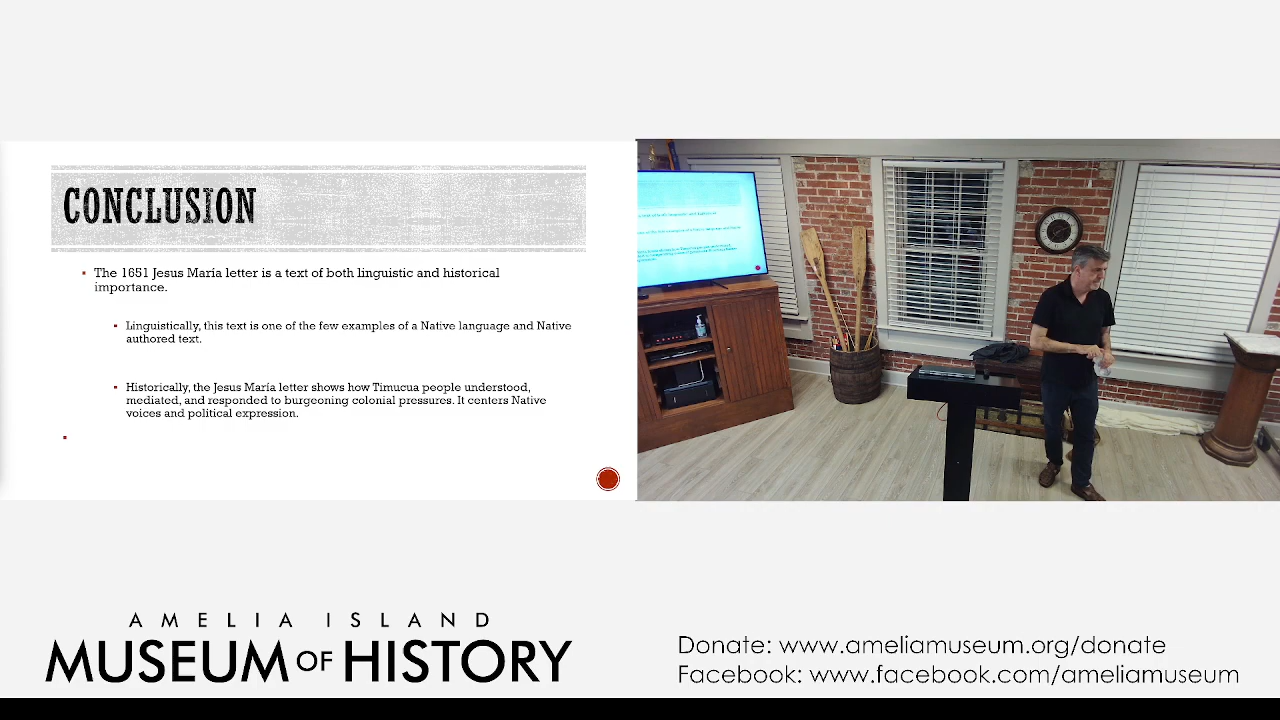 CONCLUSION
▪ The 1651 Jesus María letter is a text of both linguistic and historical
importance.
▪ Linguistically, this text is one of the few examples of a Native language and Native
authored text.
▪ Historically, the Jesus María letter shows how Timucua people understood,
mediated, and responded to burgeoning colonial pressures. It centers Native
voices and political expression.
AMELIA ISLAND
MUSEUM OF HISTORY
Donate: www.ameliamuseum.org/donate
Facebook: www.facebook.com/ameliamuseum